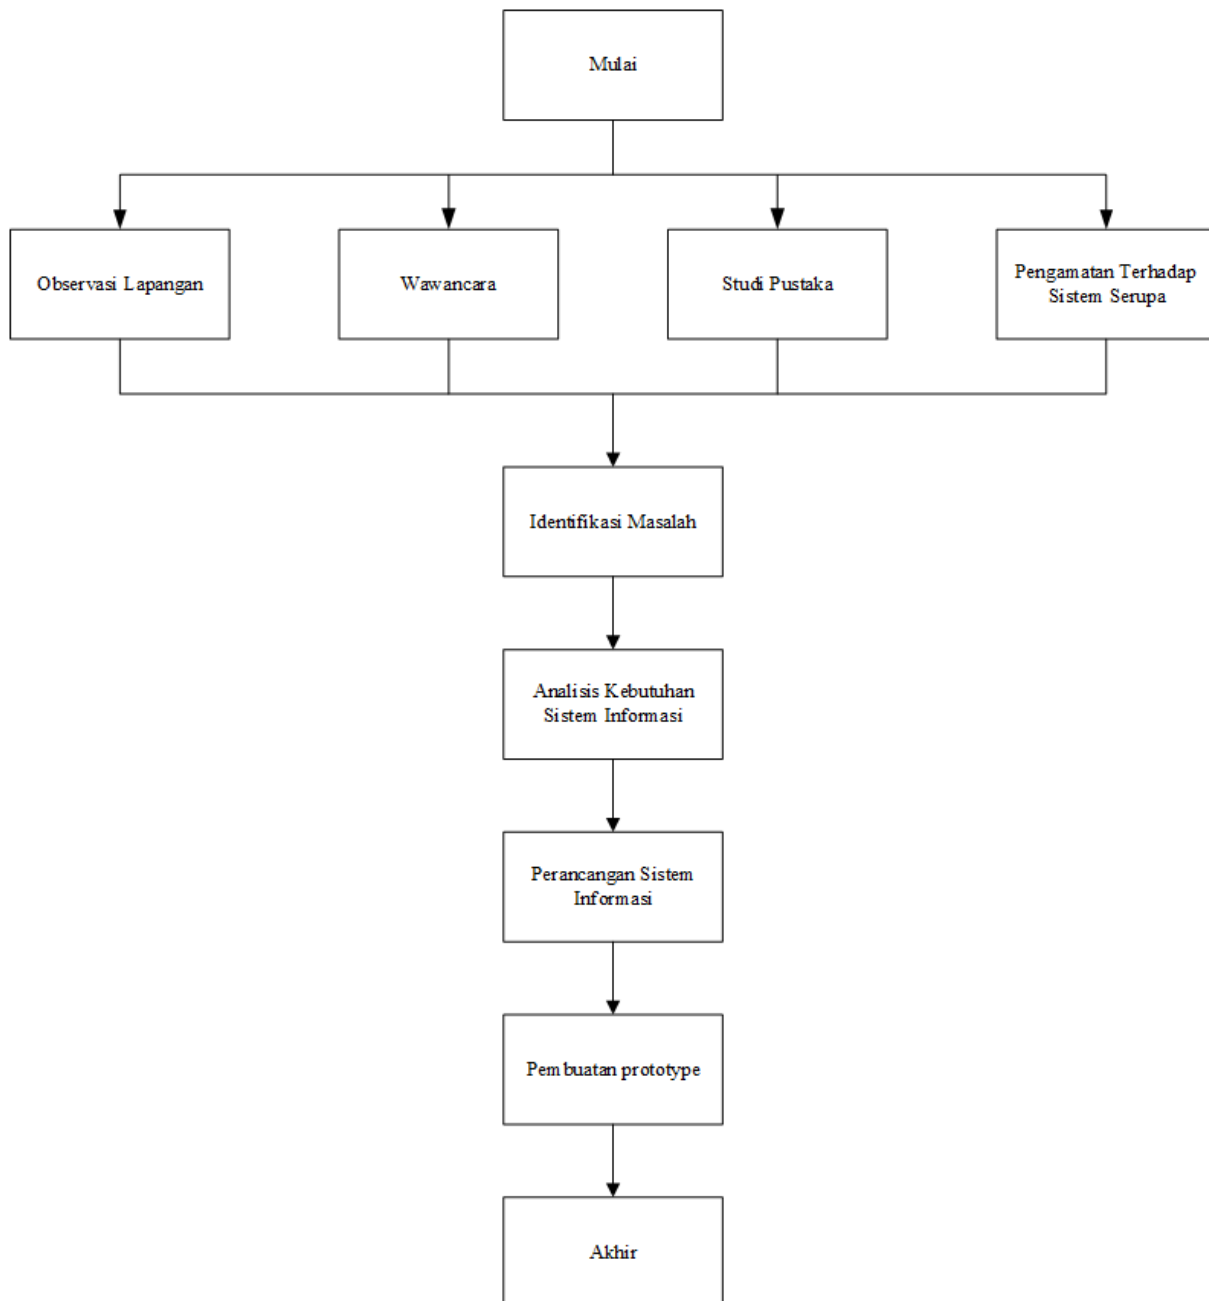 Mulai
Observasi Lapangan
Wawancara
Studi Pustaka
Pengamatan Terhadap
Sistem Serupa
Identifikasi Masalah
Analisis Kebutuhan
Sistem Informasi
Perancangan Sistem
Informasi
Pembuatan prototype
Akhir